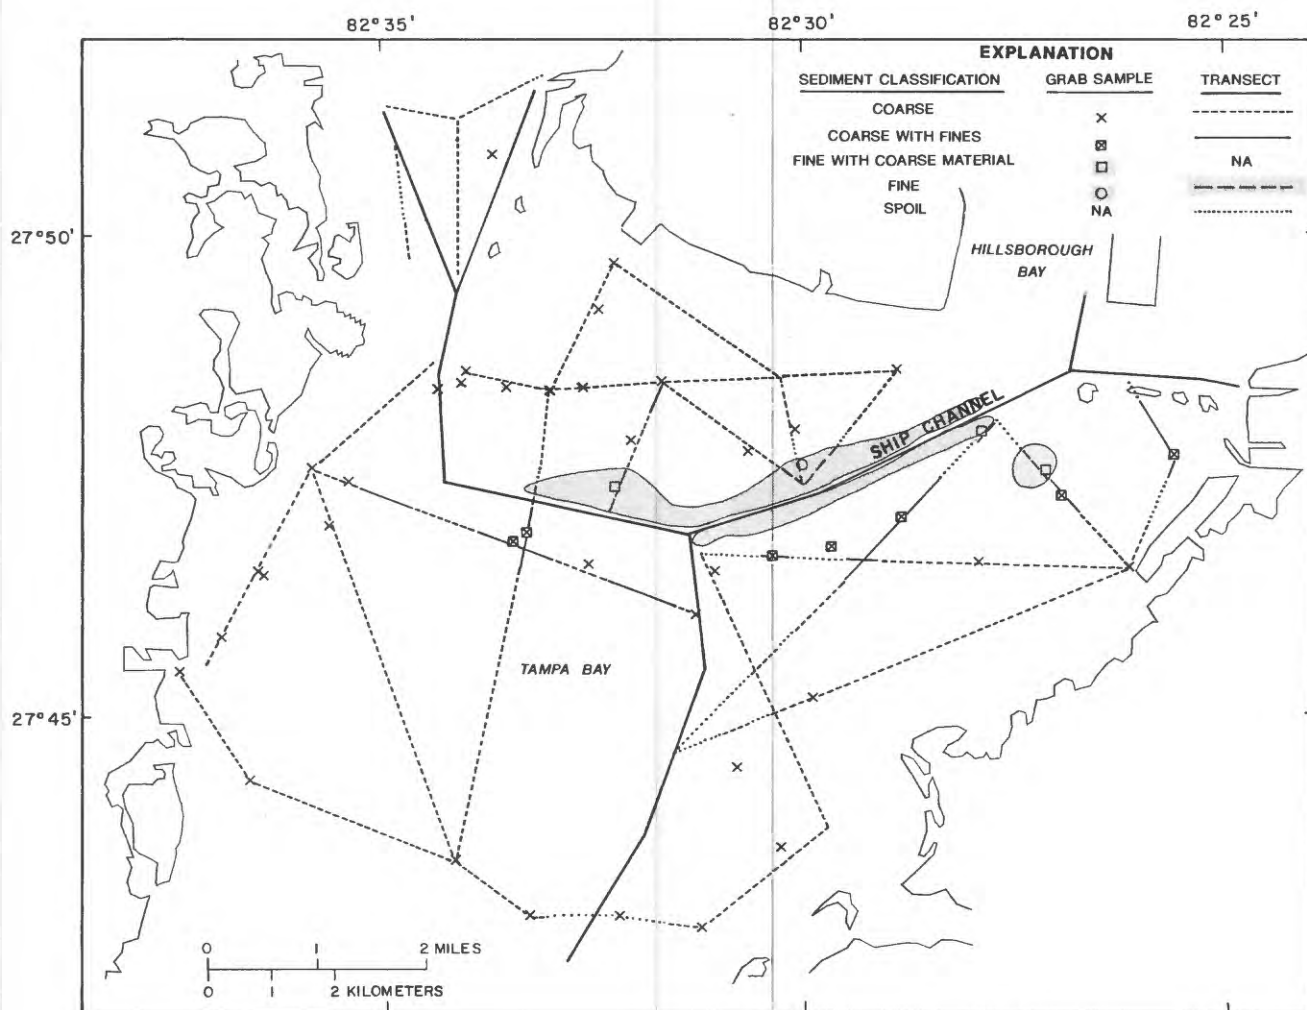 82°35' 82°30' 82°25'
EXPLANATION
SEDIMENT CLASSIFICATION GRAB SAMPLE TRANSECT
COARSE
COARSE WITH FINES
FINE WITH COARSE MATERIAL NA
FINE
SPOIL NA
27°50'
HILLSBOROUGH
BAY
SHIP CHANNEL
TAMPA BAY
27°45'
0 1 2 MILES
0 1 2 KILOMETERS